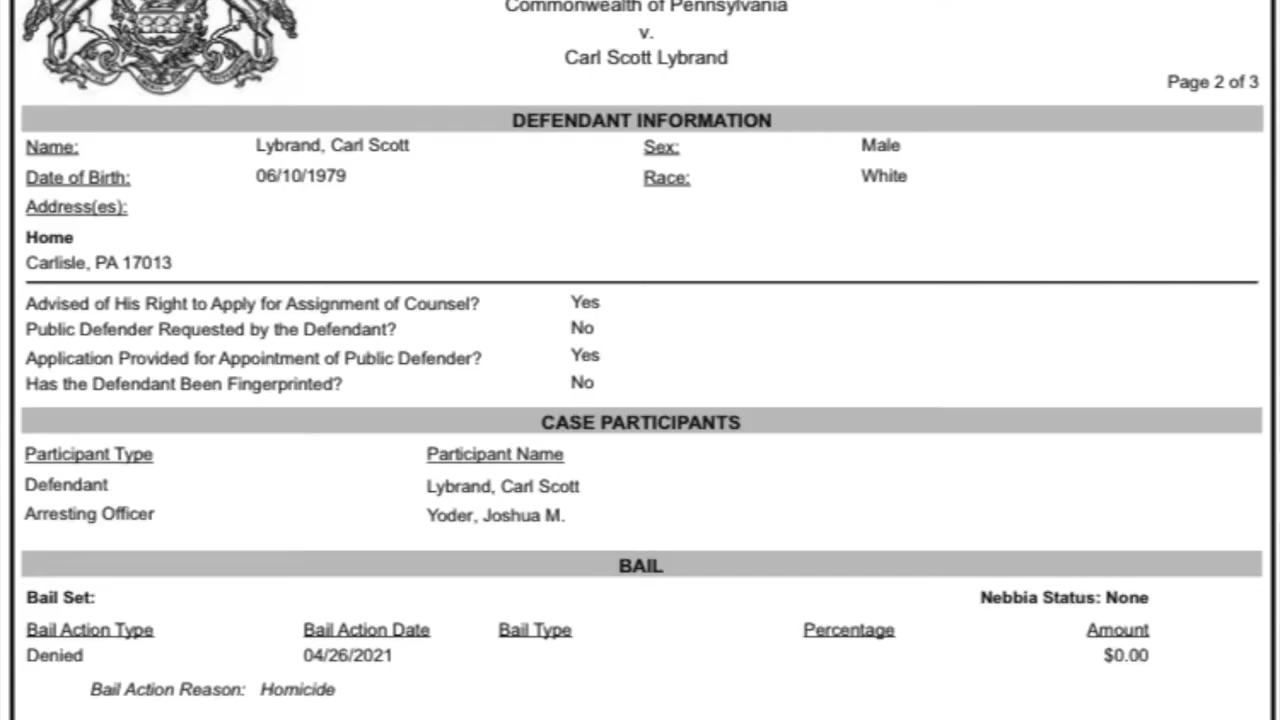 Commonwealth of Pennsylvania
v.
Carl Scott Lybrand
Page 2 of 3
DEFENDANT INFORMATION
Name: Lybrand, Carl Scott Sex: Male
Date of Birth: 06/10/1979 Race: White
Address(es):
Home
Carlisle, PA 17013
Advised of His Right to Apply for Assignment of Counsel? Yes
Public Defender Requested by the Defendant? No
Application Provided for Appointment of Public Defender? Yes
Has the Defendant Been Fingerprinted? No
CASE PARTICIPANTS
Participant Type Participant Name
Defendant Lybrand, Carl Scott
Arresting Officer Yoder, Joshua M.
BAIL
Bail Set: Nebbia Status: None
Bail Action Type Bail Action Date Bail Type Percentage Amount
Denied 04/26/2021 $0.00
Bail Action Reason: Homicide